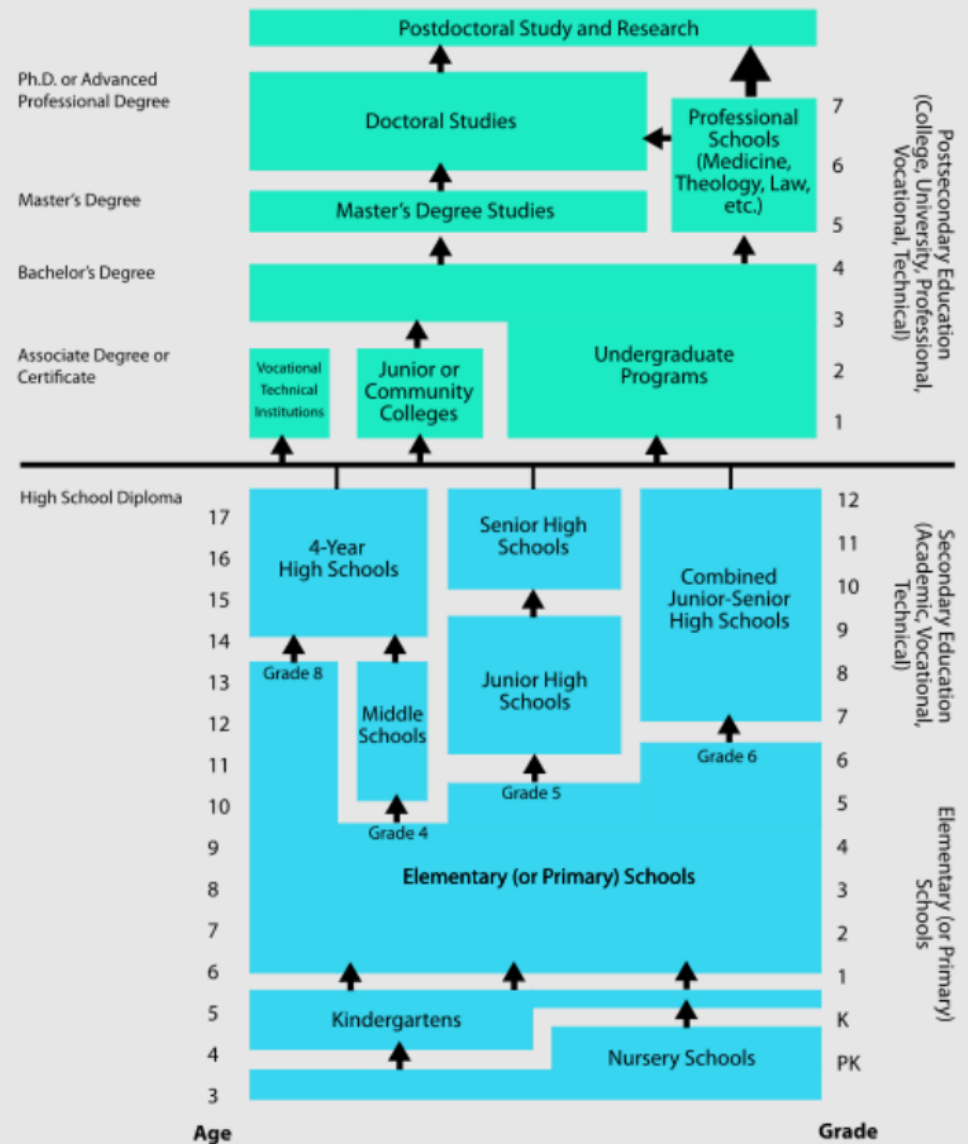 Postdoctoral Study and Research
Ph.D. or Advanced
Professional Degree
Doctoral Studies
Professional
Schools
(Medicine,
Theology, Law,
etc.)
7
6
5
Master's Degree
Master's Degree Studies
Bachelor's Degree
4
3
2
1
Associate Degree or
Certificate
Vocational
Technical
Institutions
Junior or
Community
Colleges
Undergraduate
Programs
Postsecondary Education
(College, University, Professional,
Vocational, Technical)
High School Diploma
17
16
15
14
13
12
11
10
9
8
7
6
5
4
3
Age
4-Year
High Schools
Senior High
Schools
Combined
Junior-Senior
High Schools
Grade 8
Middle
Schools
Junior High
Schools
Grade 6
Grade 5
Grade 4
Elementary (or Primary) Schools
Kindergartens
Nursery Schools
12
11
10
9
8
7
6
5
4
3
2
1
K
PK
Grade
Secondary Education
(Academic, Vocational,
Technical)
Elementary (or Primary)
Schools